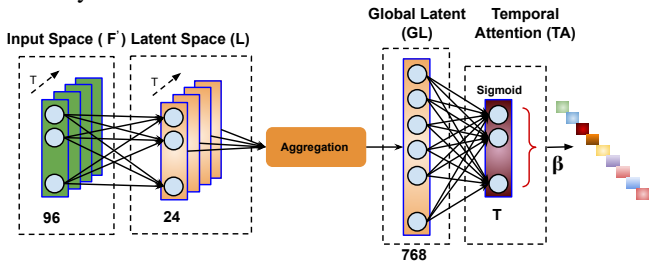 Global Latent
(GL)
Temporal
Attention (TA)
Input Space ( F')
Latent Space (L)
T
T
Sigmoid
Aggregation
β
96
24
T
768